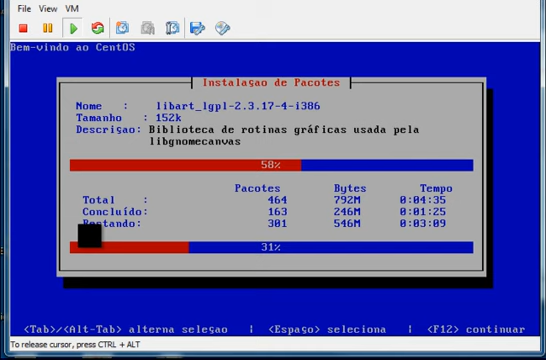 File View VM
Bem-vindo ao CentOS
Instalaçao de Pacotes
Nome : libart_lgpl-2.3.17-4-i386
Tamanho : 152k
Descriçao: Biblioteca de rotinas gráficas usada pela
libgnomecanvas
58%
Pacotes Bytes Tempo
Total : 464 792M 0:04:35
Concluído: 163 246M 0:01:25
301 546M 0:03:09
31%
<Tab>/<Alt-Tab> alterna seleçao | <Espaço> seleciona | <F12> continuar
To release cursor, press CTRL + ALT